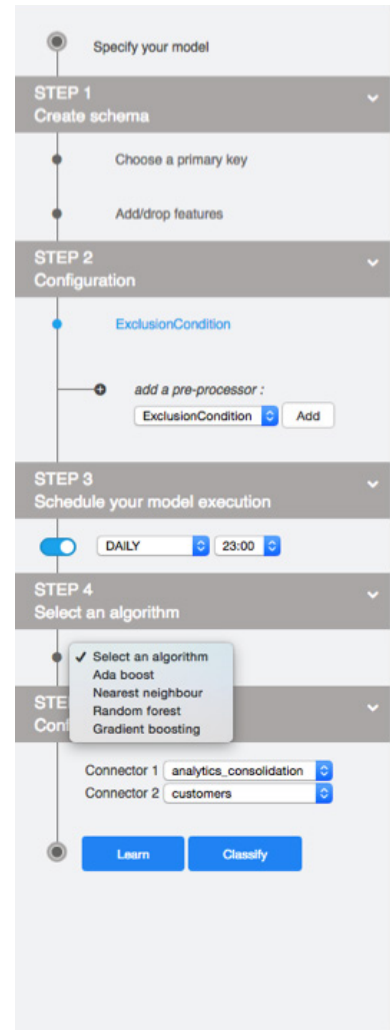 Specify your model
STEP 1
Create schema
Choose a primary key
Add/drop features
STEP 2
Configuration
ExclusionCondition
add a pre-processor :
ExclusionCondition Add
STEP 3
Schedule your model execution
DAILY 23:00
STEP 4
Select an algorithm
✓ Select an algorithm
Ada boost
Nearest neighbour
Random forest
Gradient boosting
Connector 1 analytics_consolidation
Connector 2 customers
Learn Classify